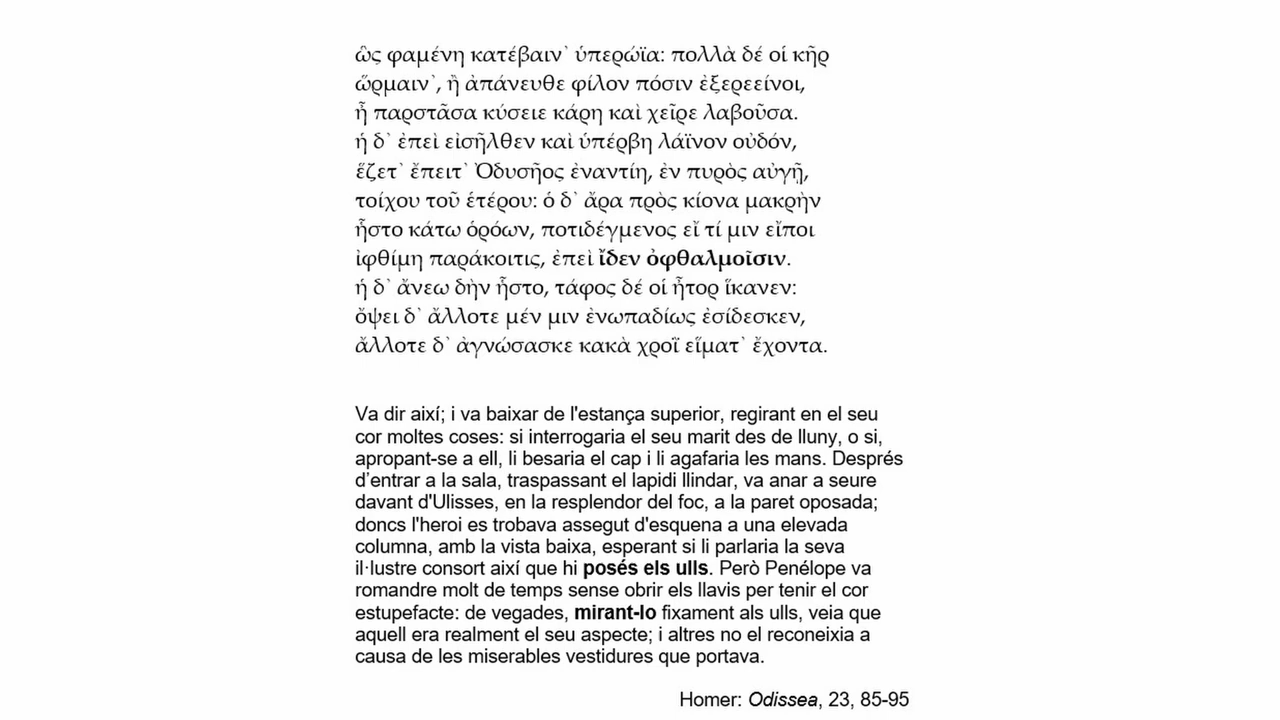 ὣς φαμένη κατέβαιν᾽ ὑπερώϊα: πολλὰ δέ οἱ κῆρ
ὥρμαιν᾽, ἢ ἀπάνευθε φίλον πόσιν ἐξερεείνοι,
ἦ παρστᾶσα κύσειε κάρη καὶ χεῖρε λαβοῦσα.
ἡ δ᾽ ἐπεὶ εἰσῆλθεν καὶ ὑπέρβη λάϊνον οὐδόν,
ἕζετ᾽ ἔπειτ᾽ Ὀδυσῆος ἐναντίη, ἐν πυρὸς αὐγῇ,
τοίχου τοῦ ἑτέρου: ὁ δ᾽ ἄρα πρὸς κίονα μακρὴν
ἧστο κάτω ὁρόων, ποτιδέγμενος εἴ τί μιν εἴποι
ἰφθίμη παράκοιτις, ἐπεὶ ἴδεν ὀφθαλμοῖσιν.
ἡ δ᾽ ἄνεω δὴν ἧστο, τάφος δέ οἱ ἦτορ ἵκανεν:
ὄψει δ᾽ ἄλλοτε μέν μιν ἐνωπαδίως ἐσίδεσκεν,
ἄλλοτε δ᾽ ἀγνώσασκε κακὰ χροῒ εἵματ᾽ ἔχοντα.
Va dir així; i va baixar de l'estança superior, regirant en el seu
cor moltes coses: si interrogaria el seu marit des de lluny, o si,
apropant-se a ell, li besaria el cap i li agafaria les mans. Després
d’entrar a la sala, traspassant el lapidi llindar, va anar a seure
davant d'Ulisses, en la resplendor del foc, a la paret oposada;
doncs l'heroi es trobava assegut d'esquena a una elevada
columna, amb la vista baixa, esperant si li parlaria la seva
il·lustre consort així que hi posés els ulls. Però Penélope va
romandre molt de temps sense obrir els llavis per tenir el cor
estupefacte: de vegades, mirant-lo fixament als ulls, veia que
aquell era realment el seu aspecte; i altres no el reconeixia a
causa de les miserables vestidures que portava.
Homer: Odissea, 23, 85-95